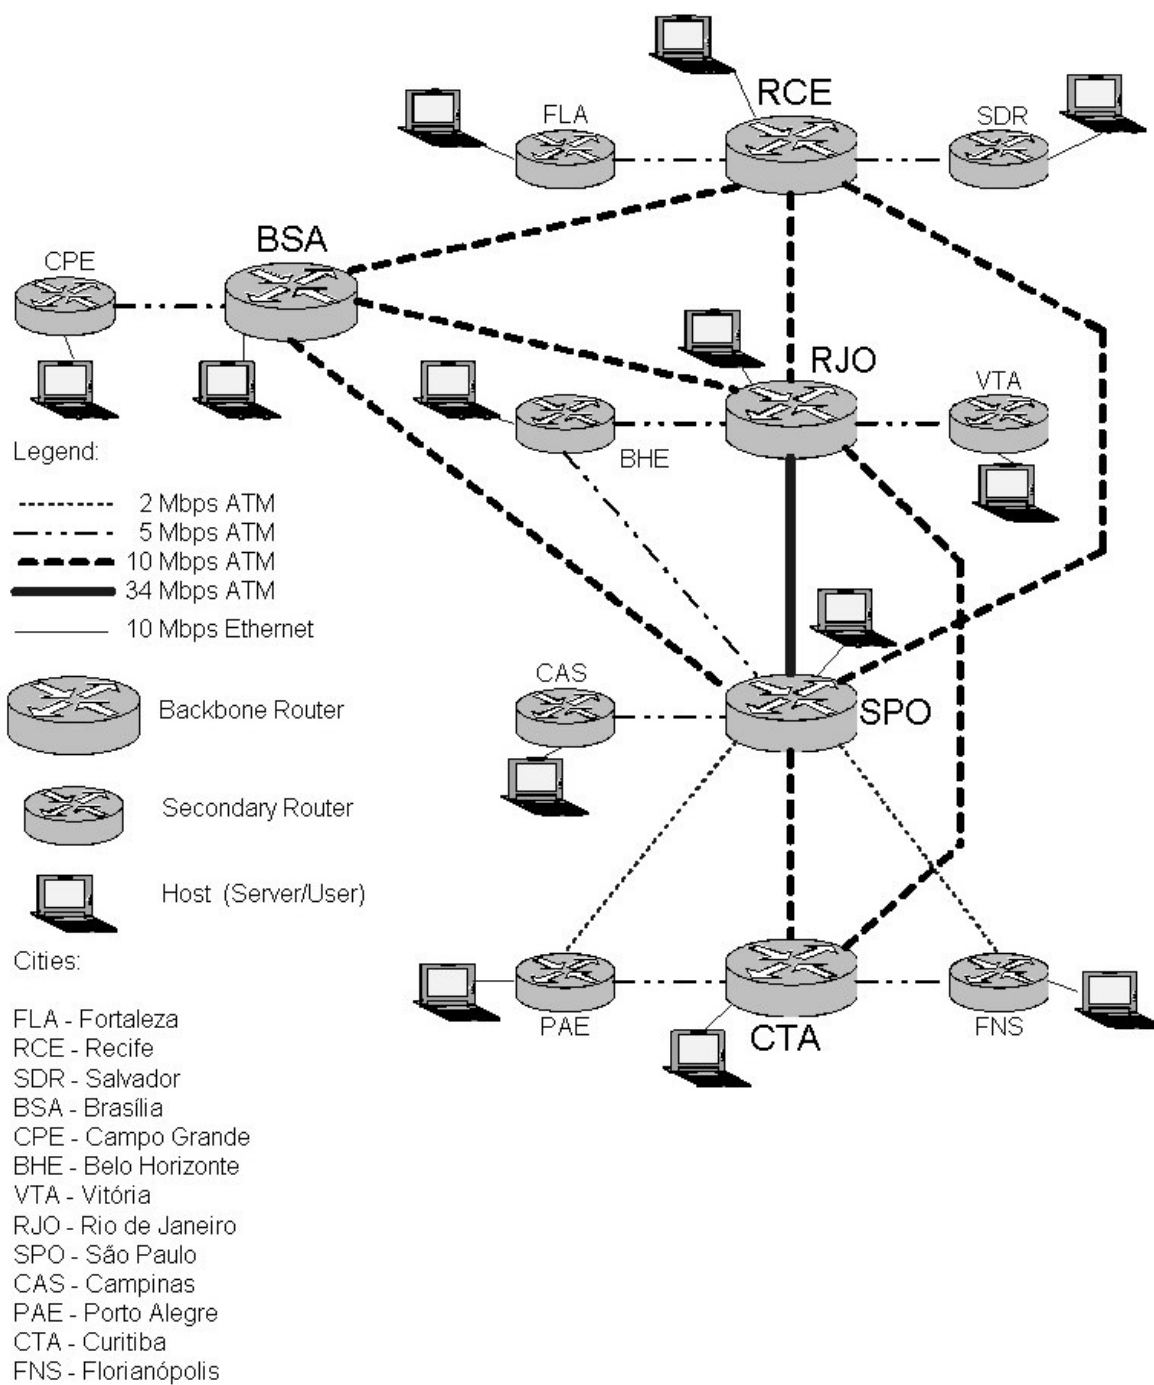 RCE
FLA
SDR
BSA
CPE
RJO
VTA
BHE
Legend:
2 Mbps ATM
5 Mbps ATM
10 Mbps ATM
34 Mbps ATM
10 Mbps Ethernet
CAS
SPO
Backbone Router
Secondary Router
Host (Server/User)
PAE
CTA
FNS
Cities:
FLA - Fortaleza
RCE - Recife
SDR - Salvador
BSA - Brasília
CPE - Campo Grande
BHE - Belo Horizonte
VTA - Vitória
RJO - Rio de Janeiro
SPO - São Paulo
CAS - Campinas
PAE - Porto Alegre
CTA - Curitiba
FNS - Florianópolis